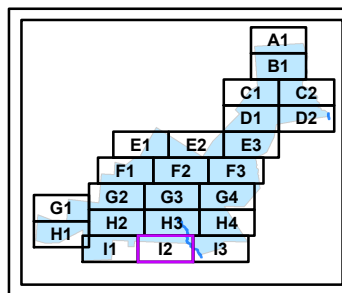 A1
B1
C1 C2
D1 D2
E1 E2 E3
F1 F2 F3
G1 G2 G3 G4
H1 H2 H3 H4
I1 I2 I3